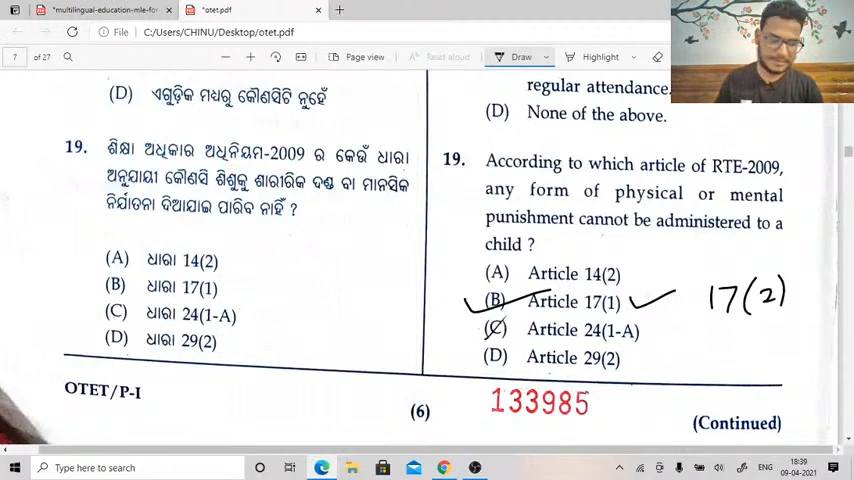 *multilingual-education-mle-for
*otet.pdf
File
C:/Users/CHINU/Desktop/otet.pdf
7 of 27
Page view
Read aloud
Draw
Highlight
(D) ଏଗୁଡ଼ିକ ମଧ୍ୟରୁ କୌଣସିଟି ନୁହେଁ
19. ଶିକ୍ଷା ଅଧିକାର ଅଧିନିୟମ-2009 ର କେଉଁ ଧାରା
ଅନୁଯାୟୀ କୌଣସି ଶିଶୁକୁ ଶାରୀରିକ ଦଣ୍ଡ ବା ମାନସିକ
ନିର୍ଯାତନା ଦିଆଯାଇ ପାରିବ ନାହିଁ ?
(A) ଧାରା 14(2)
(B) ଧାରା 17(1)
(C) ଧାରା 24(1-A)
(D) ଧାରା 29(2)
OTET/P-I
regular attendance.
(D) None of the above.
19. According to which article of RTE-2009,
any form of physical or mental
punishment cannot be administered to a
child ?
(A) Article 14(2)
(B) Article 17(1)
17(2)
(C) Article 24(1-A)
(D) Article 29(2)
(6)
133985
(Continued)
Type here to search
ENG
18:39
09-04-2021